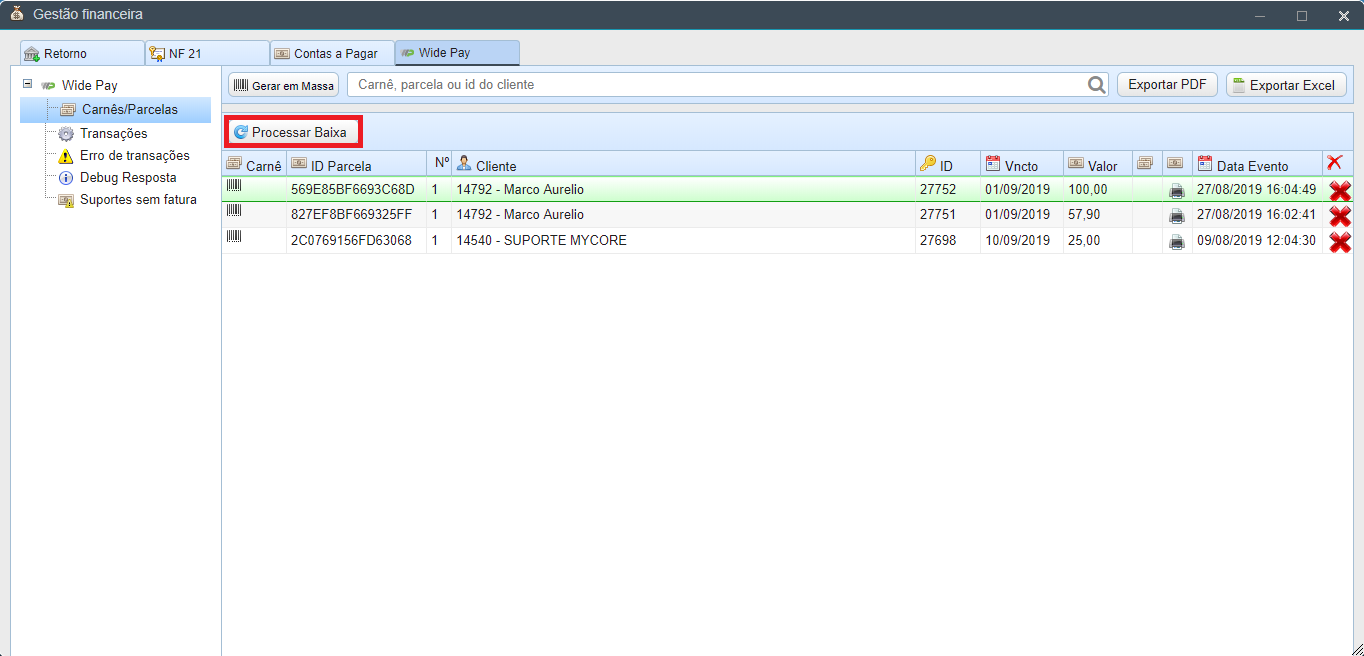 Gestão financeira
Retorno
NF 21
Contas a Pagar
Wide Pay
Wide Pay
Carnês/Parcelas
Transações
Erro de transações
Debug Resposta
Suportes sem fatura
Gerar em Massa
Carnê, parcela ou id do cliente
Exportar PDF
Exportar Excel
Processar Baixa
Carnê ID Parcela Nº Cliente ID Vncto Valor Data Evento
569E85BF6693C68D 1 14792 - Marco Aurelio 27752 01/09/2019 100,00 27/08/2019 16:04:49
827EF8BF669325FF 1 14792 - Marco Aurelio 27751 01/09/2019 57,90 27/08/2019 16:02:41
2C0769156FD63068 1 14540 - SUPORTE MYCORE 27698 10/09/2019 25,00 09/08/2019 12:04:30